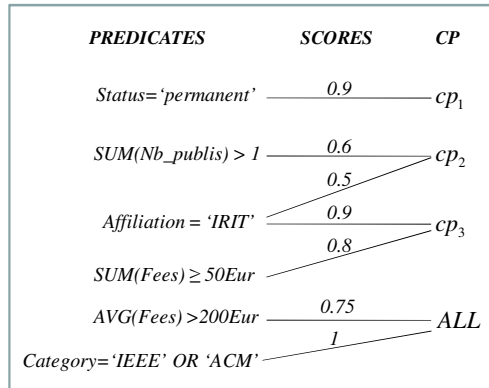 PREDICATES SCORES CP
Status=‘permanent’ 0.9 cp1
SUM(Nb_publis) > 1 0.6 cp2
0.5
Affiliation = ‘IRIT’ 0.9 cp3
0.8
SUM(Fees) ≥ 50Eur
AVG(Fees) >200Eur 0.75 ALL
1
Category=‘IEEE’ OR ‘ACM’